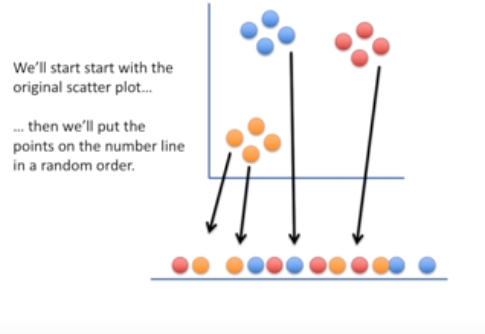 We'll start start with the
original scatter plot...
... then we'll put the
points on the number line
in a random order.